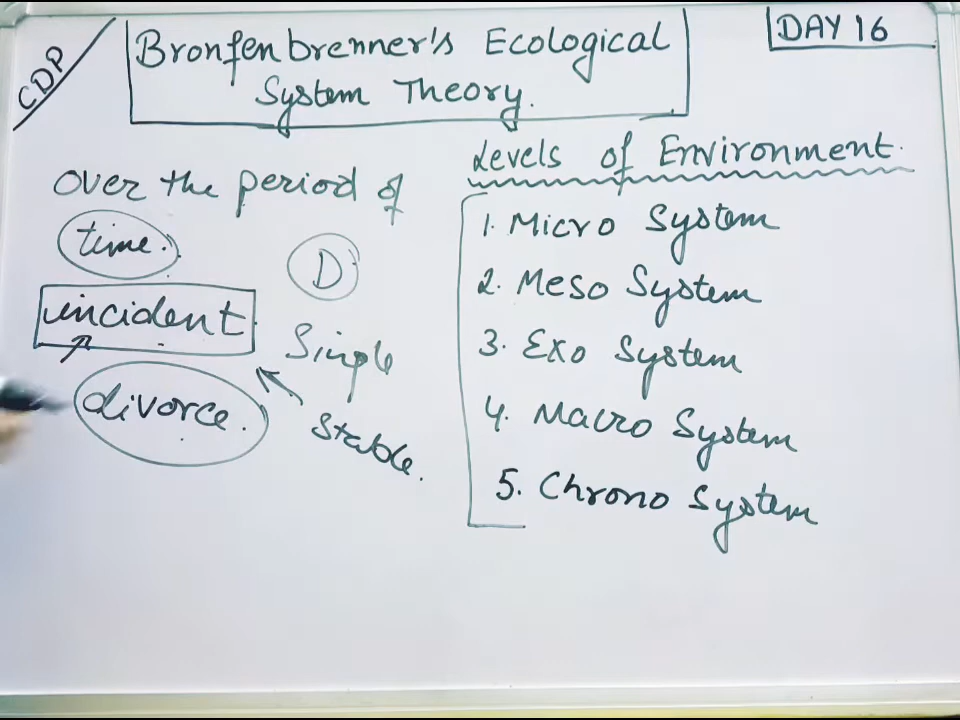 CDP
Bronfenbrenner's Ecological
System Theory.
DAY 16
over the period of
time.
D
incident
Single
divorce.
Stable.
Levels of Environment.
1. Micro System
2. Meso System
3. Exo System
4. Macro System
5. Chrono System